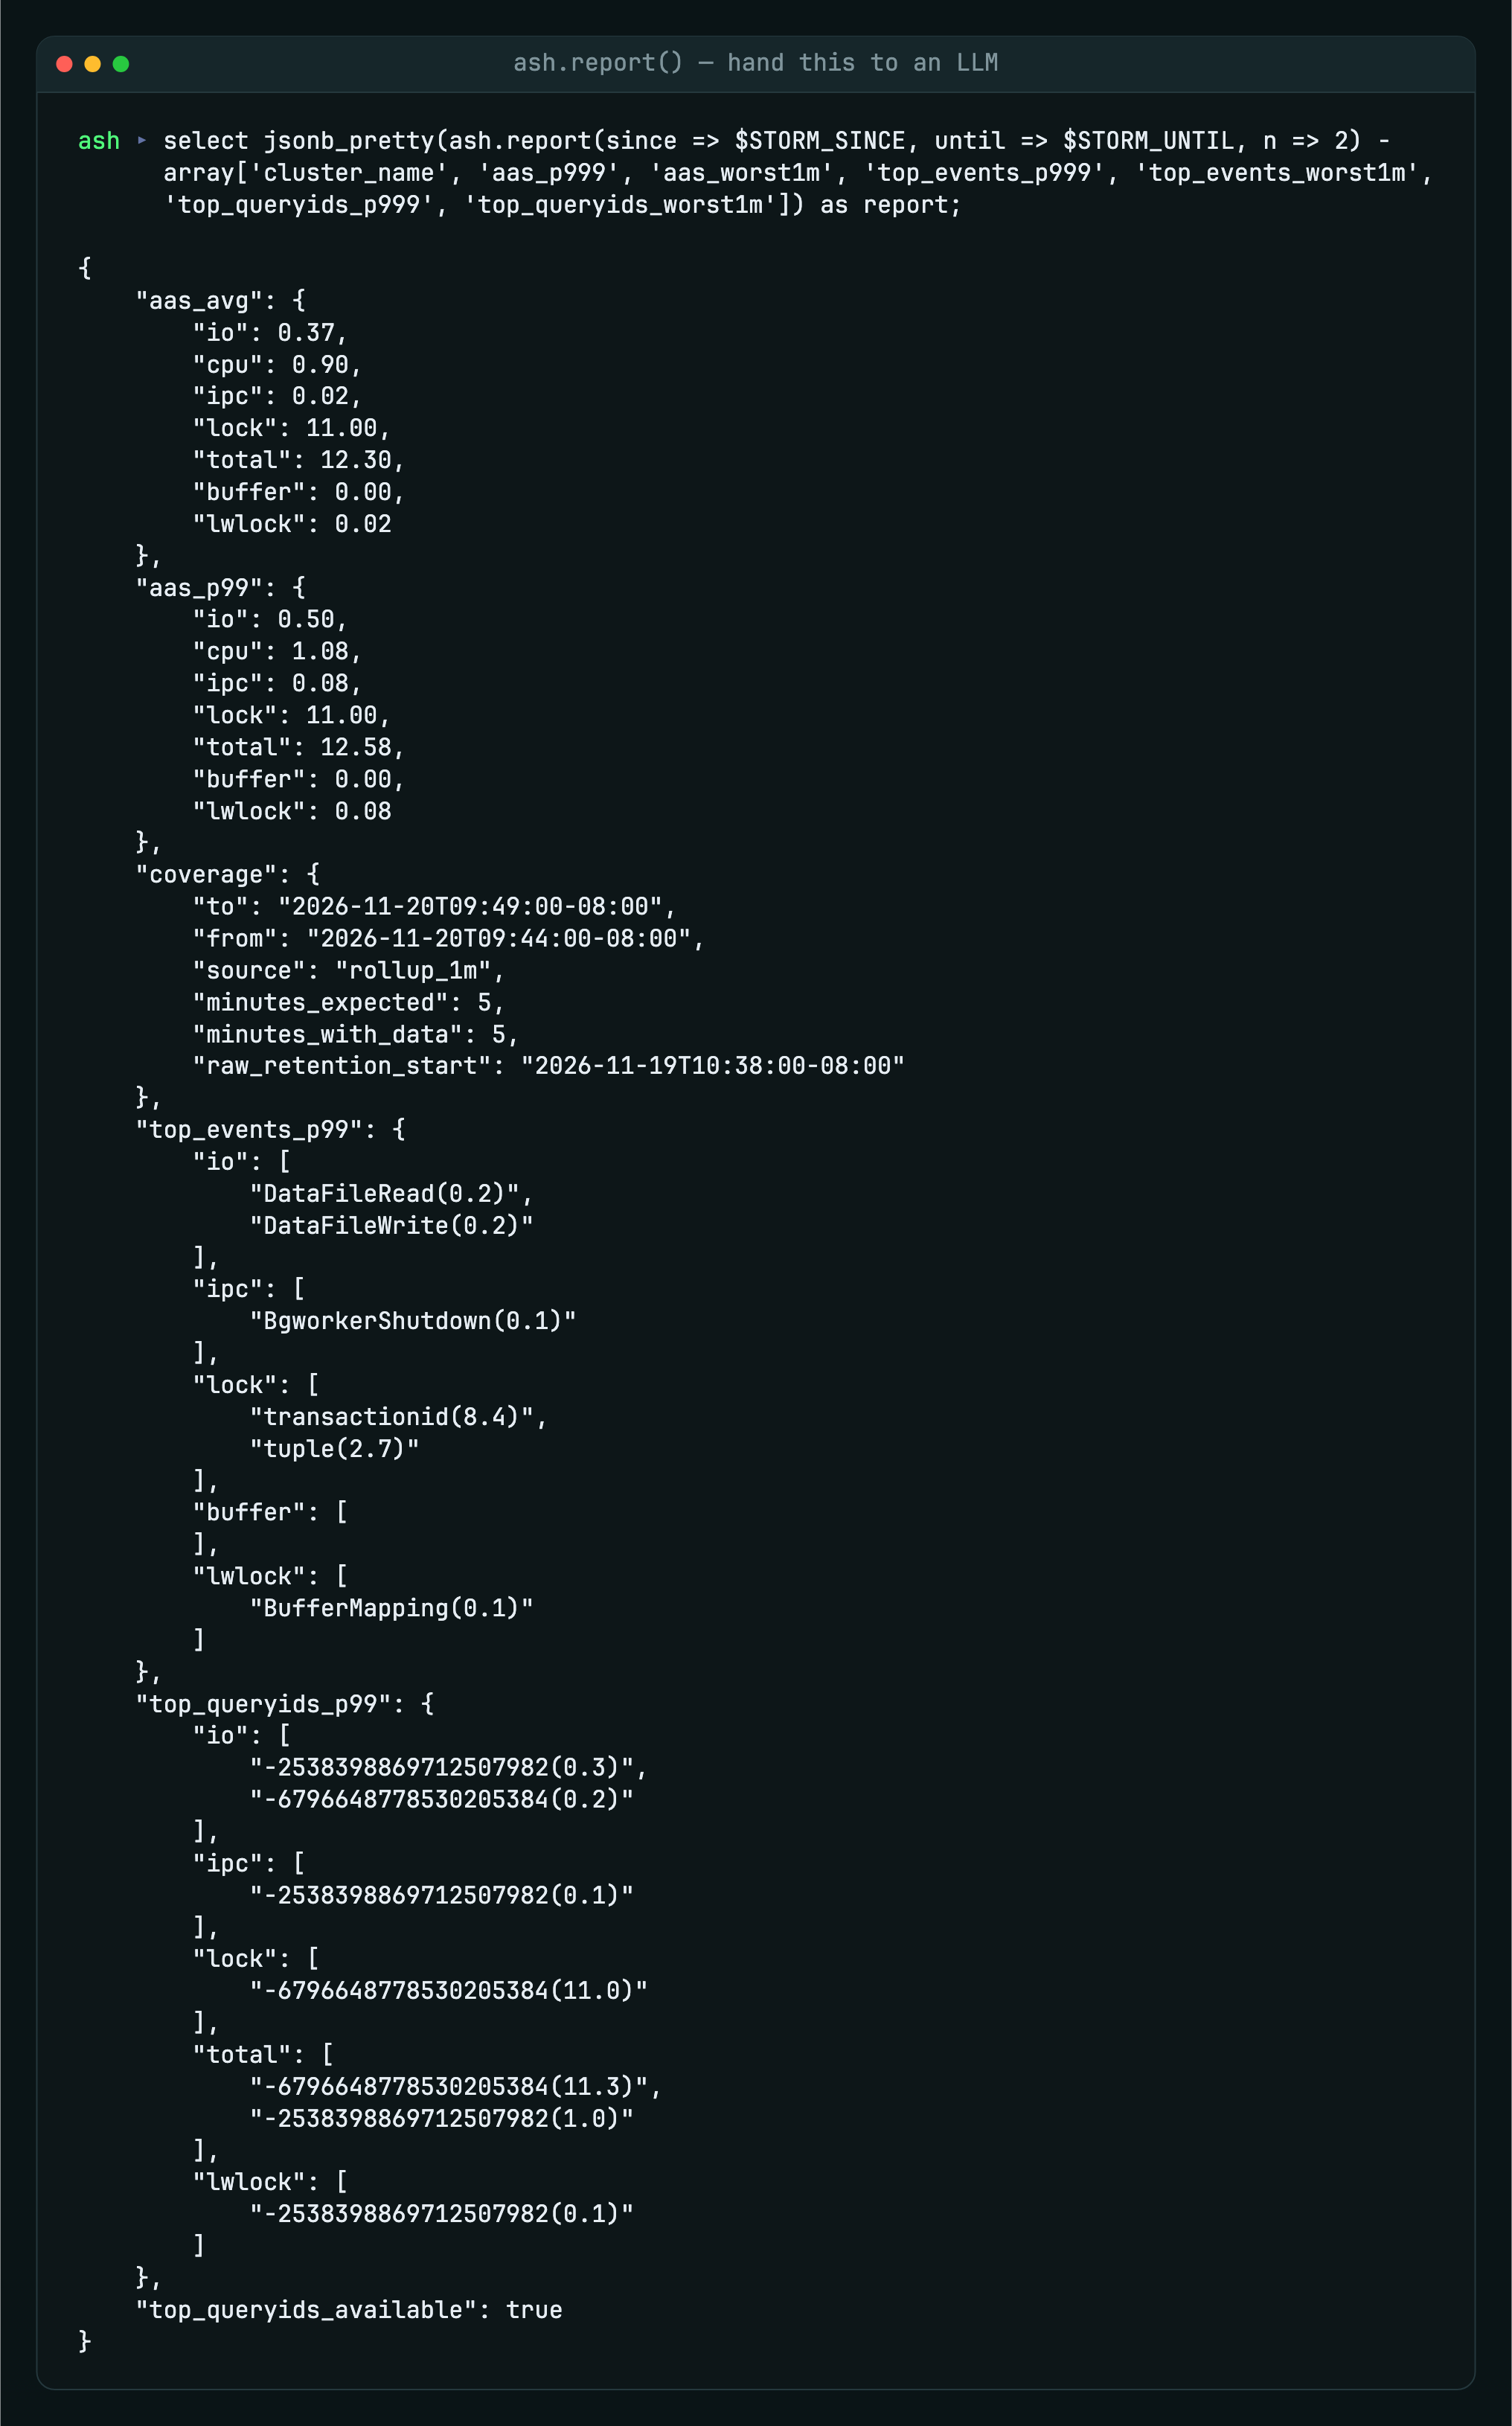 ash.report() — hand this to an LLM
ash ▸ select jsonb_pretty(ash.report(since => $STORM_SINCE, until => $STORM_UNTIL, n => 2) -
array['cluster_name', 'aas_p999', 'aas_worst1m', 'top_events_p999', 'top_events_worst1m',
'top_queryids_p999', 'top_queryids_worst1m']) as report;
{
    "aas_avg": {
        "io": 0.37,
        "cpu": 0.90,
        "ipc": 0.02,
        "lock": 11.00,
        "total": 12.30,
        "buffer": 0.00,
        "lwlock": 0.02
    },
    "aas_p99": {
        "io": 0.50,
        "cpu": 1.08,
        "ipc": 0.08,
        "lock": 11.00,
        "total": 12.58,
        "buffer": 0.00,
        "lwlock": 0.08
    },
    "coverage": {
        "to": "2026-11-20T09:49:00-08:00",
        "from": "2026-11-20T09:44:00-08:00",
        "source": "rollup_1m",
        "minutes_expected": 5,
        "minutes_with_data": 5,
        "raw_retention_start": "2026-11-19T10:38:00-08:00"
    },
    "top_events_p99": {
        "io": [
            "DataFileRead(0.2)",
            "DataFileWrite(0.2)"
        ],
        "ipc": [
            "BgworkerShutdown(0.1)"
        ],
        "lock": [
            "transactionid(8.4)",
            "tuple(2.7)"
        ],
        "buffer": [
        ],
        "lwlock": [
            "BufferMapping(0.1)"
        ]
    },
    "top_queryids_p99": {
        "io": [
            "-2538398869712507982(0.3)",
            "-6796648778530205384(0.2)"
        ],
        "ipc": [
            "-2538398869712507982(0.1)"
        ],
        "lock": [
            "-6796648778530205384(11.0)"
        ],
        "total": [
            "-6796648778530205384(11.3)",
            "-2538398869712507982(1.0)"
        ],
        "lwlock": [
            "-2538398869712507982(0.1)"
        ]
    },
    "top_queryids_available": true
}